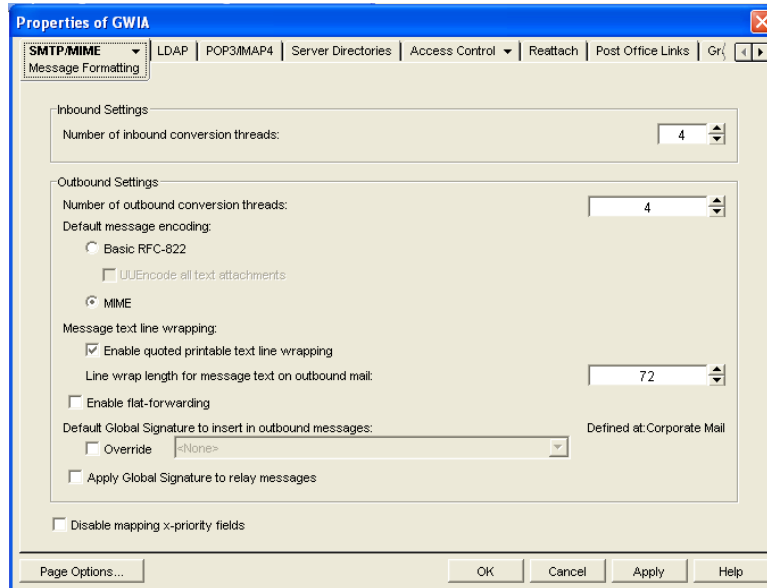 Properties of GWIA
SMTP/MIME LDAP POP3/IMAP4 Server Directories Access Control Reattach Post Office Links Gr
Message Formatting
Inbound Settings
Number of inbound conversion threads: 4
Outbound Settings
Number of outbound conversion threads: 4
Default message encoding:
Basic RFC-822
UUEncode all text attachments
MIME
Message text line wrapping:
Enable quoted printable text line wrapping
Line wrap length for message text on outbound mail: 72
Enable flat-forwarding
Default Global Signature to insert in outbound messages: Defined at:Corporate Mail
Override <None>
Apply Global Signature to relay messages
Disable mapping x-priority fields
Page Options... OK Cancel Apply Help